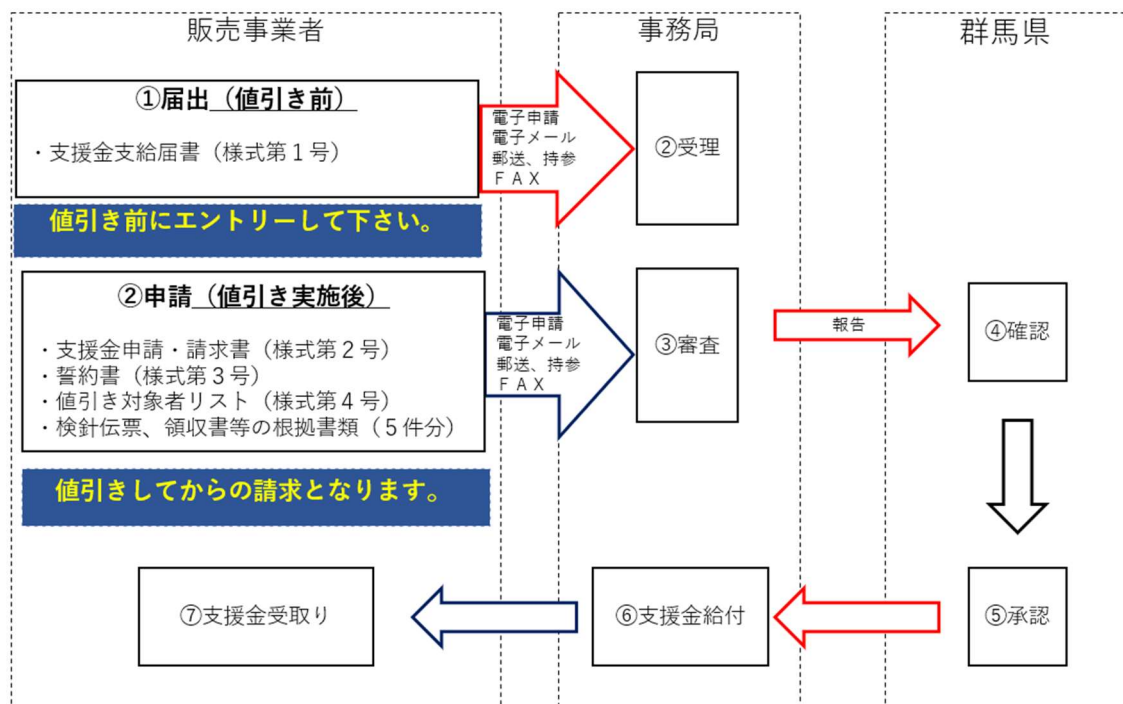 販売事業者
事務局
群馬県
①届出（値引き前）
・支援金支給届書（様式第１号）
電子申請
電子メール
郵送、持参
ＦＡＸ
②受理
値引き前にエントリーして下さい。
②申請（値引き実施後）
・支援金申請・請求書（様式第２号）
・誓約書（様式第３号）
・値引き対象者リスト（様式第４号）
・検針伝票、領収書等の根拠書類（５件分）
電子申請
電子メール
郵送、持参
ＦＡＸ
③審査
報告
④確認
値引きしてからの請求となります。
⑦支援金受取り
⑥支援金給付
⑤承認